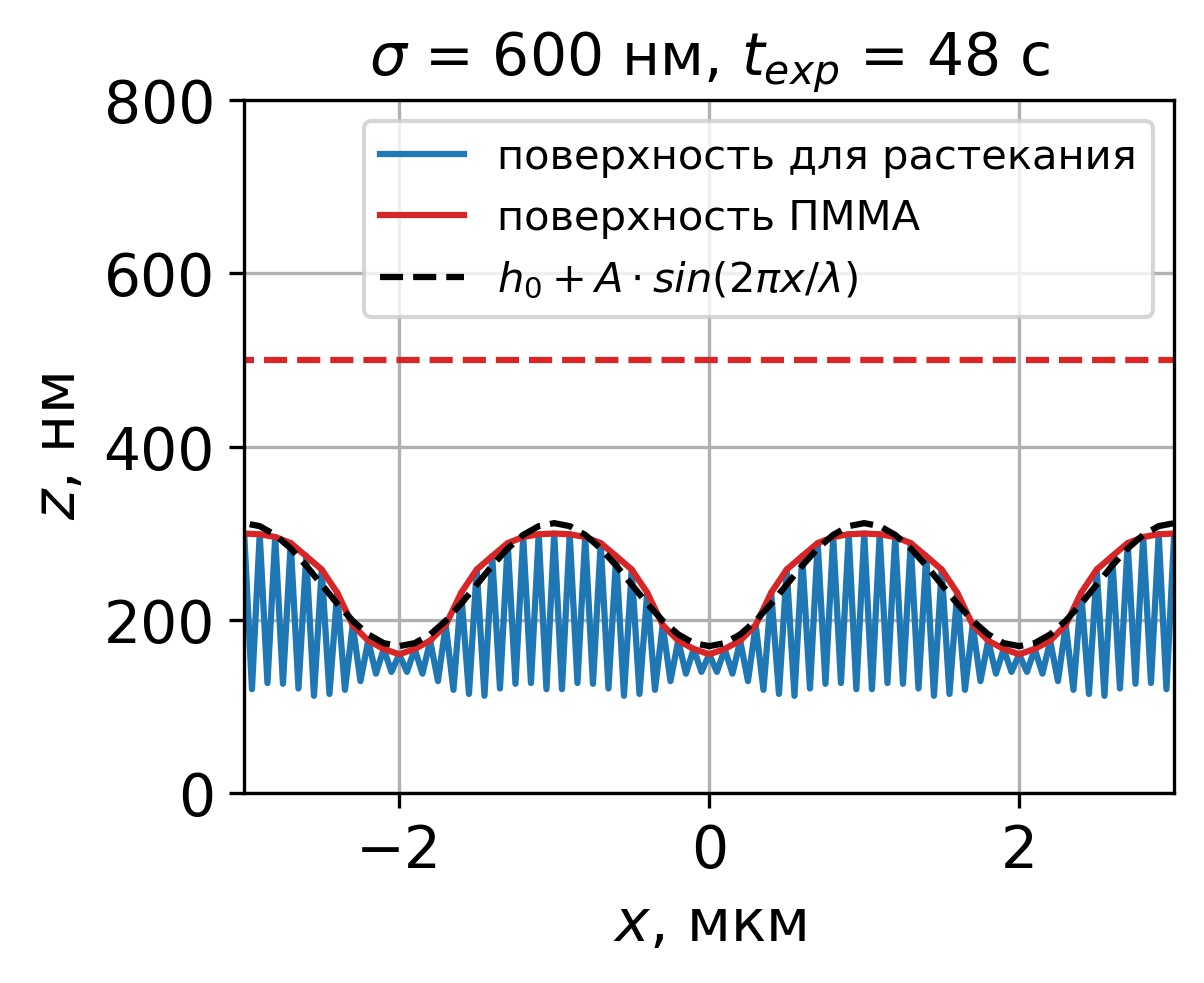 σ = 600 нм, t_exp = 48 с
800
600
400
200
0
z, нм
поверхность для растекания
поверхность ПММА
h₀ + A · sin(2πx/λ)
−2 0 2
x, мкм